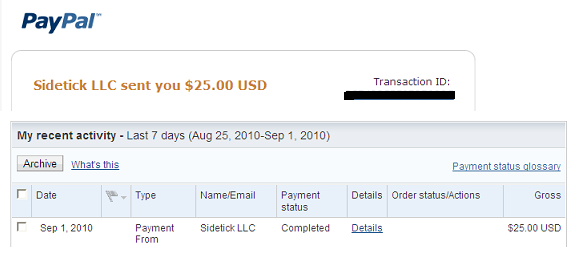 PayPal™
Sidetick LLC sent you $25.00 USD
Transaction ID:
My recent activity - Last 7 days (Aug 25, 2010-Sep 1, 2010)
Archive What's this Payment status glossary
Date Type Name/Email Payment status Details Order status/Actions Gross
Sep 1, 2010 Payment From Sidetick LLC Completed Details $25.00 USD